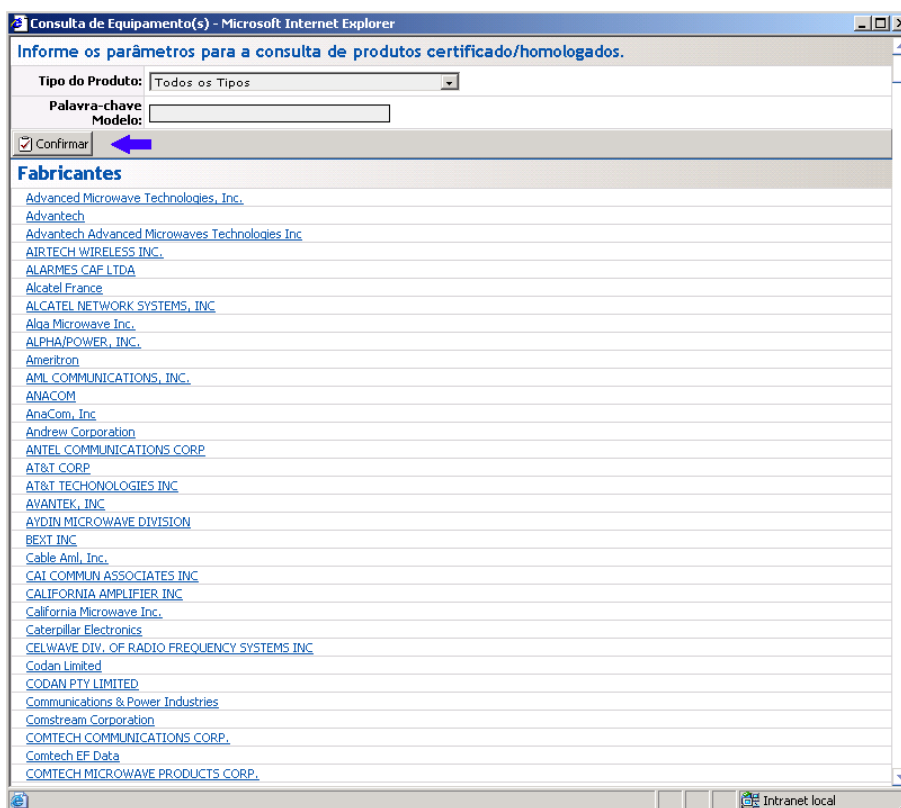 Consulta de Equipamento(s) - Microsoft Internet Explorer
Informe os parâmetros para a consulta de produtos certificado/homologados.
Tipo do Produto: Todos os Tipos
Palavra-chave
Modelo:
Confirmar
Fabricantes
Advanced Microwave Technologies, Inc.
Advantech
Advantech Advanced Microwaves Technologies Inc
AIRTECH WIRELESS INC.
ALARMES CAF LTDA
Alcatel France
ALCATEL NETWORK SYSTEMS, INC
Alga Microwave Inc.
ALPHA/POWER, INC.
Ameritron
AML COMMUNICATIONS, INC.
ANACOM
AnaCom, Inc
Andrew Corporation
ANTEL COMMUNICATIONS CORP
AT&T CORP
AT&T TECHONOLOGIES INC
AVANTEK, INC
AYDIN MICROWAVE DIVISION
BEXT INC
Cable Aml, Inc.
CAI COMMUN ASSOCIATES INC
CALIFORNIA AMPLIFIER INC
California Microwave Inc.
Caterpillar Electronics
CELWAVE DIV. OF RADIO FREQUENCY SYSTEMS INC
Codan Limited
CODAN PTY LIMITED
Communications & Power Industries
Comstream Corporation
COMTECH COMMUNICATIONS CORP.
Comtech EF Data
COMTECH MICROWAVE PRODUCTS CORP.
Intranet local